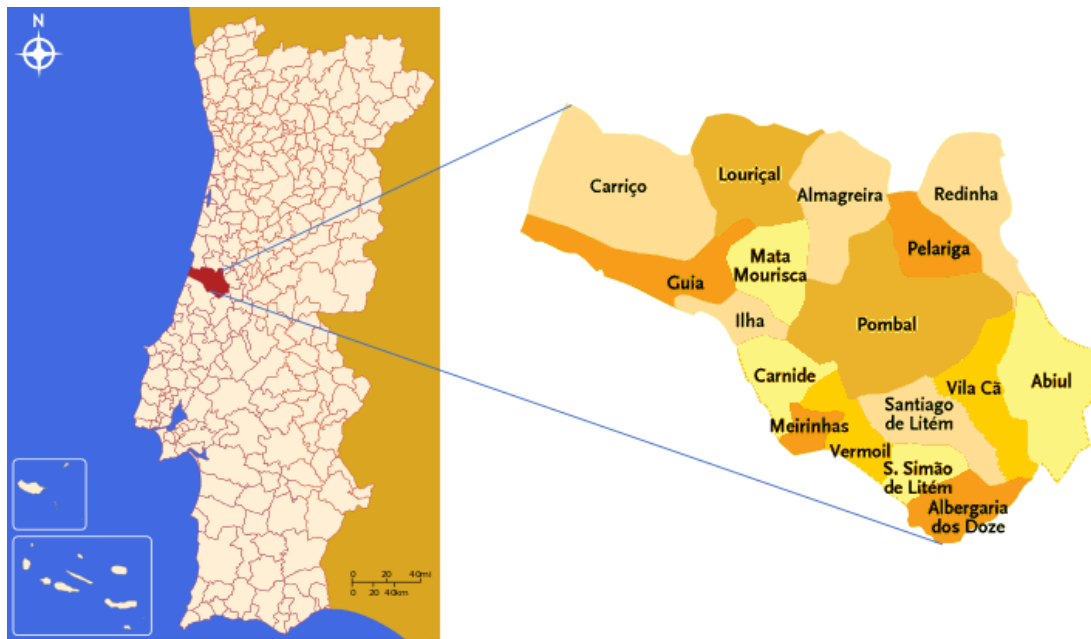 N
0 40mi
0 20 40km
Carriço
Louriçal
Almagreira
Redinha
Pelariga
Mata
Mourisca
Guia
Ilha
Pombal
Carnide
Vila Cã
Abiul
Santiago
de Litém
Meirinhas
Vermoil
S. Simão
de Litém
Albergaria
dos Doze